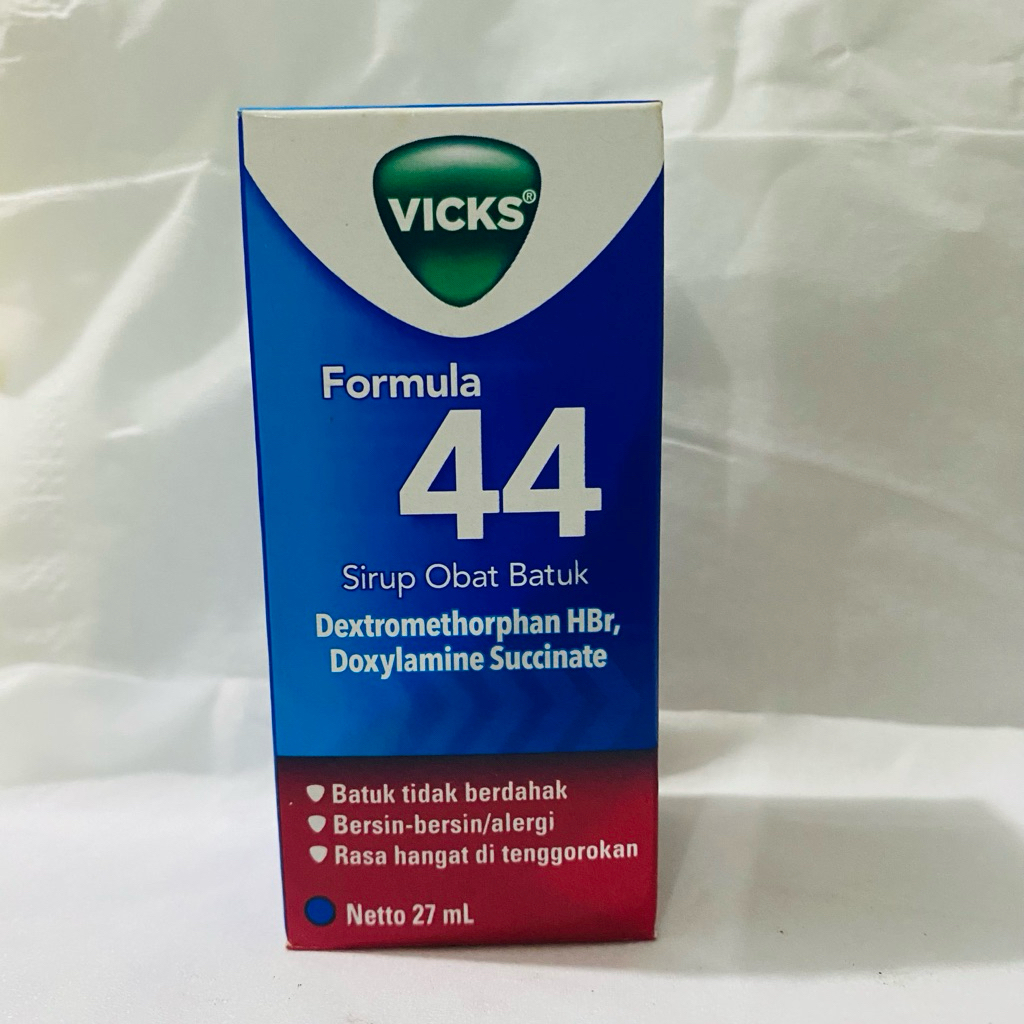 VICKS®
Formula
44
Sirup Obat Batuk
Dextromethorphan HBr,
Doxylamine Succinate
Batuk tidak berdahak
Bersin-bersin/alergi
Rasa hangat di tenggorokan
Netto 27 mL